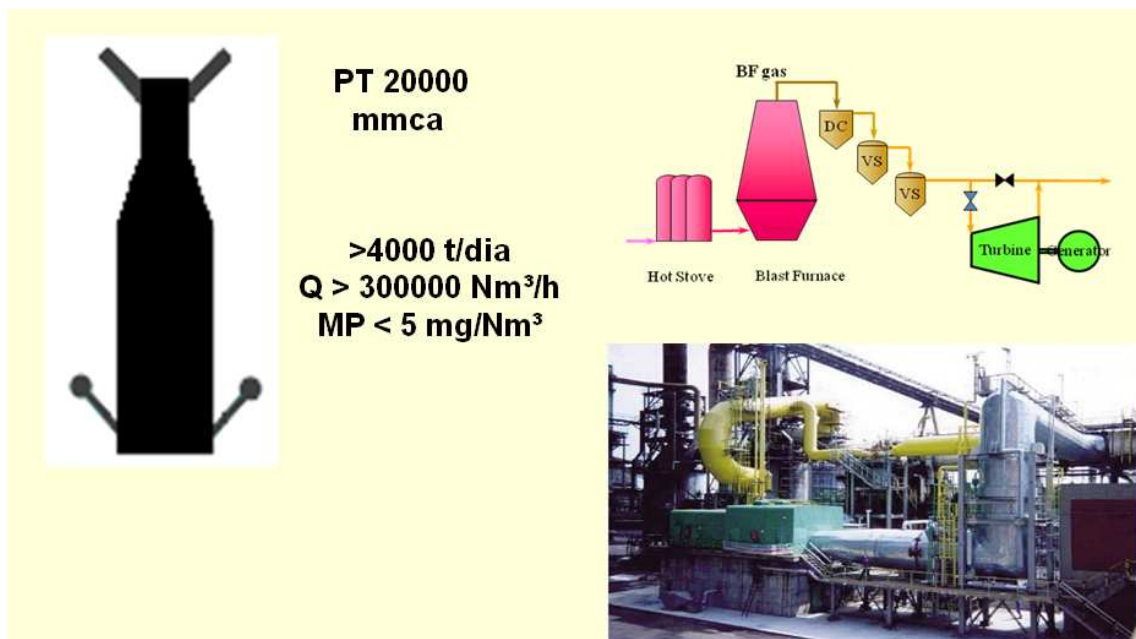 PT 20000
mmca
>4000 t/dia
Q > 300000 Nm³/h
MP < 5 mg/Nm³
BF gas
DC
VS
VS
Turbine
Generator
Hot Stove
Blast Furnace